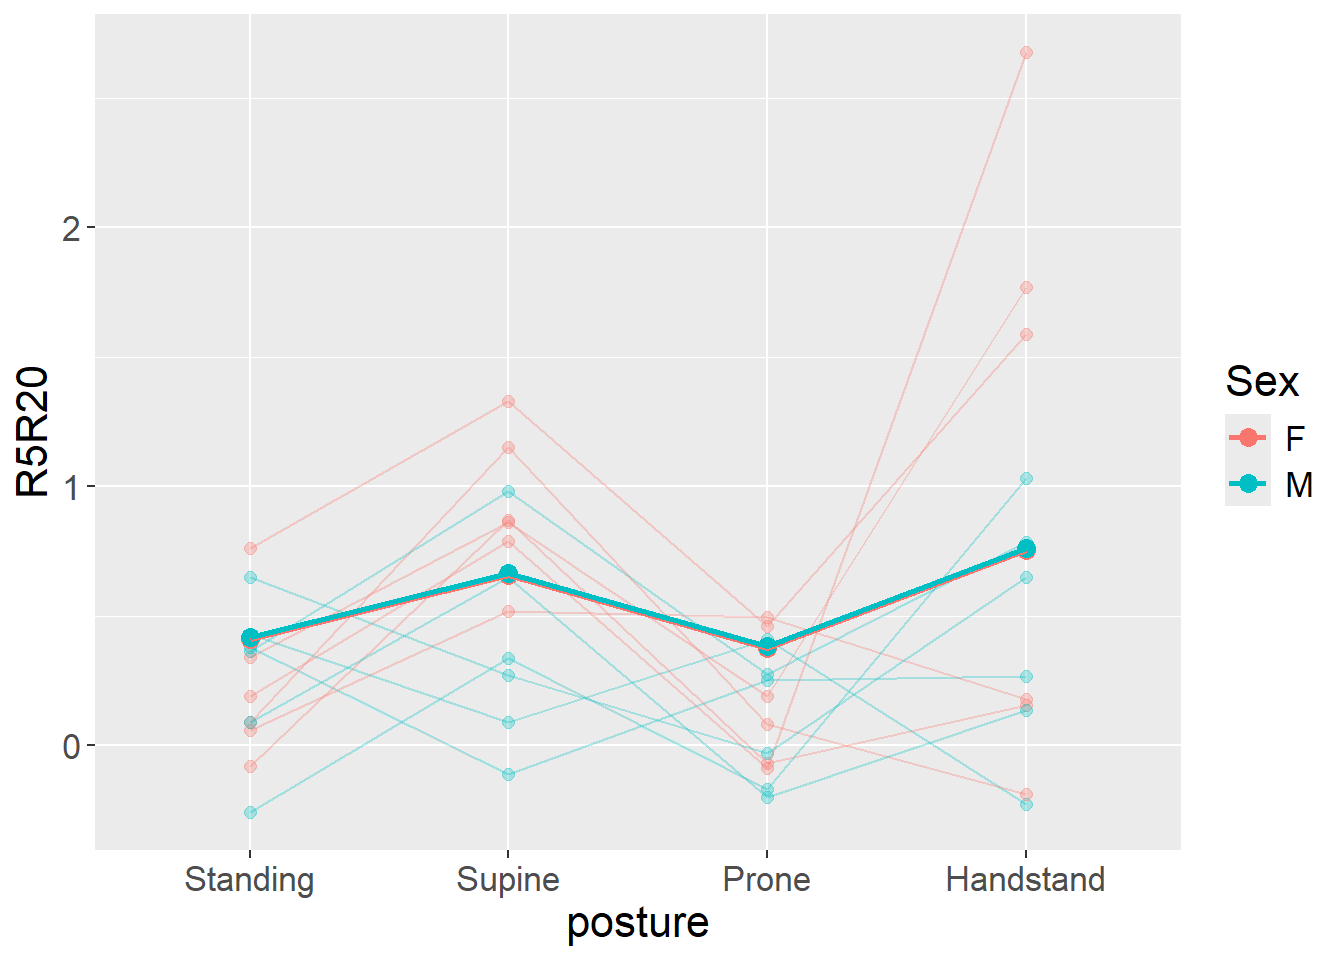 R5R20
2
1
0
Standing
Supine
Prone
Handstand
posture
Sex
F
M